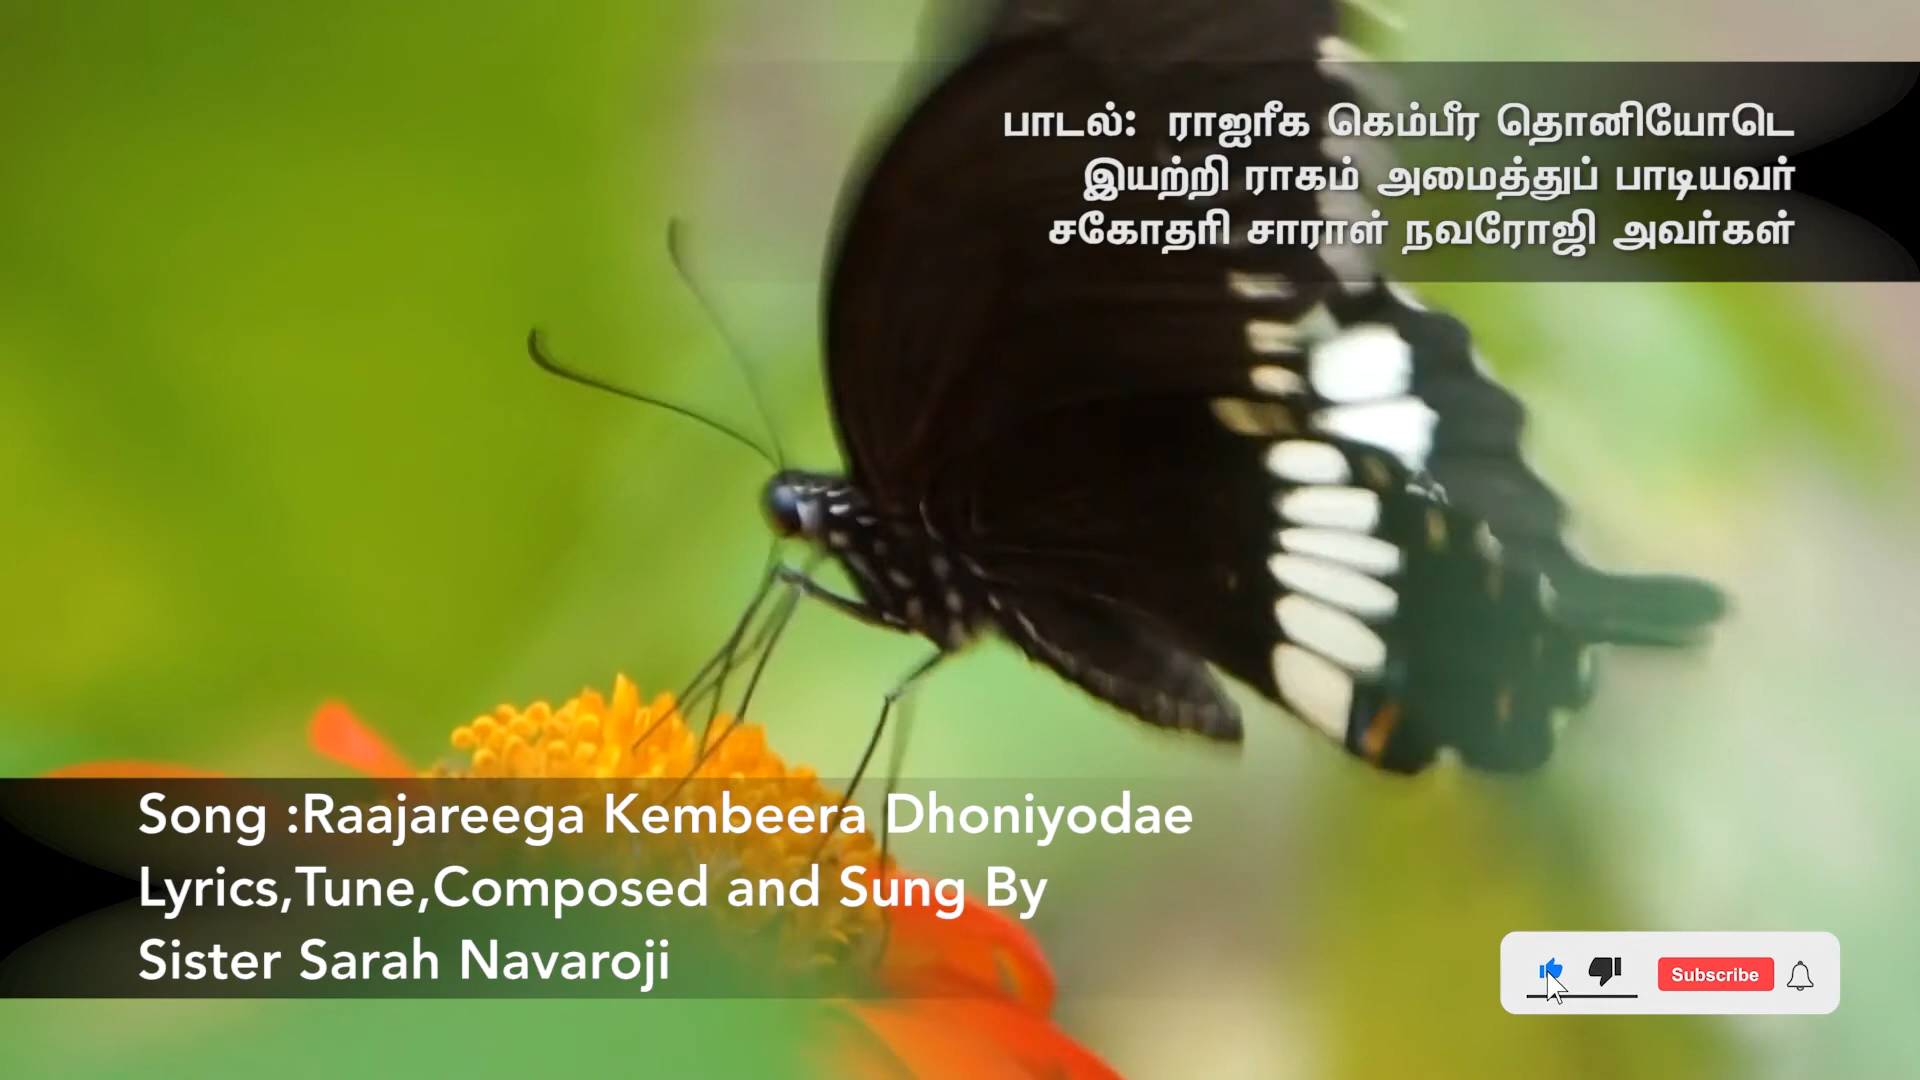 பாடல்: ராஜரீக கெம்பீர தொனியோடெ
இயற்றி ராகம் அமைத்துப் பாடியவர்
சகோதரி சாராள் நவரோஜி அவர்கள்
Song :Raajareega Kembeera Dhoniyodae
Lyrics,Tune,Composed and Sung By
Sister Sarah Navaroji
Subscribe